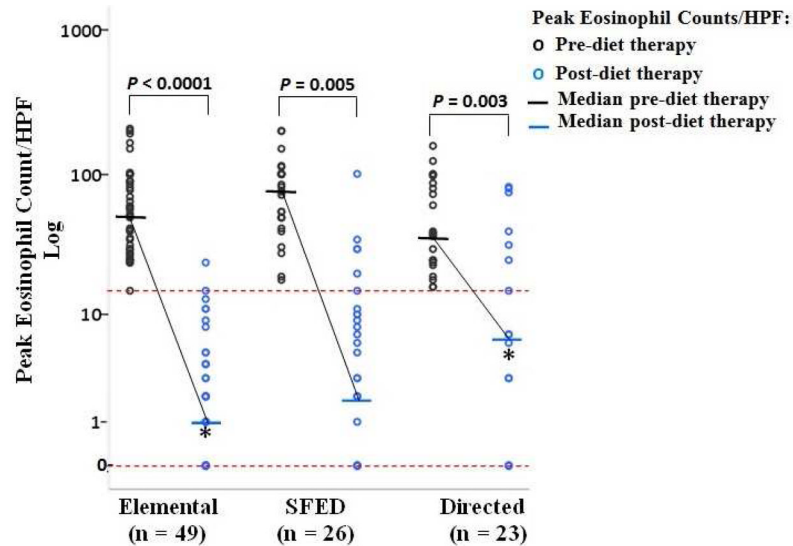 Peak Eosinophil Counts/HPF:
Pre-diet therapy
Post-diet therapy
Median pre-diet therapy
Median post-diet therapy
Peak Eosinophil Count/HPF
Log
1000
100
10
1
0
P < 0.0001
P = 0.005
P = 0.003
*
*
Elemental
(n = 49)
SFED
(n = 26)
Directed
(n = 23)